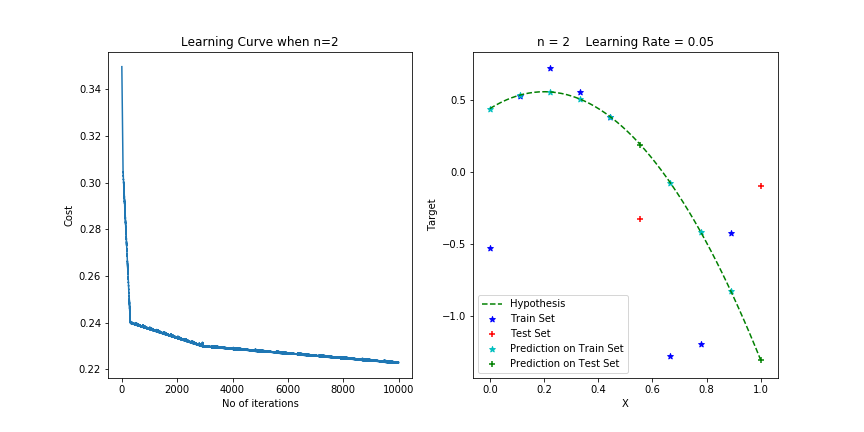 Learning Curve when n=2
0.34
0.32
0.30
0.28
0.26
0.24
0.22
Cost
0 2000 4000 6000 8000 10000
No of iterations
n = 2 Learning Rate = 0.05
0.5
0.0
−0.5
−1.0
Target
Hypothesis
Train Set
Test Set
Prediction on Train Set
Prediction on Test Set
0.0 0.2 0.4 0.6 0.8 1.0
X